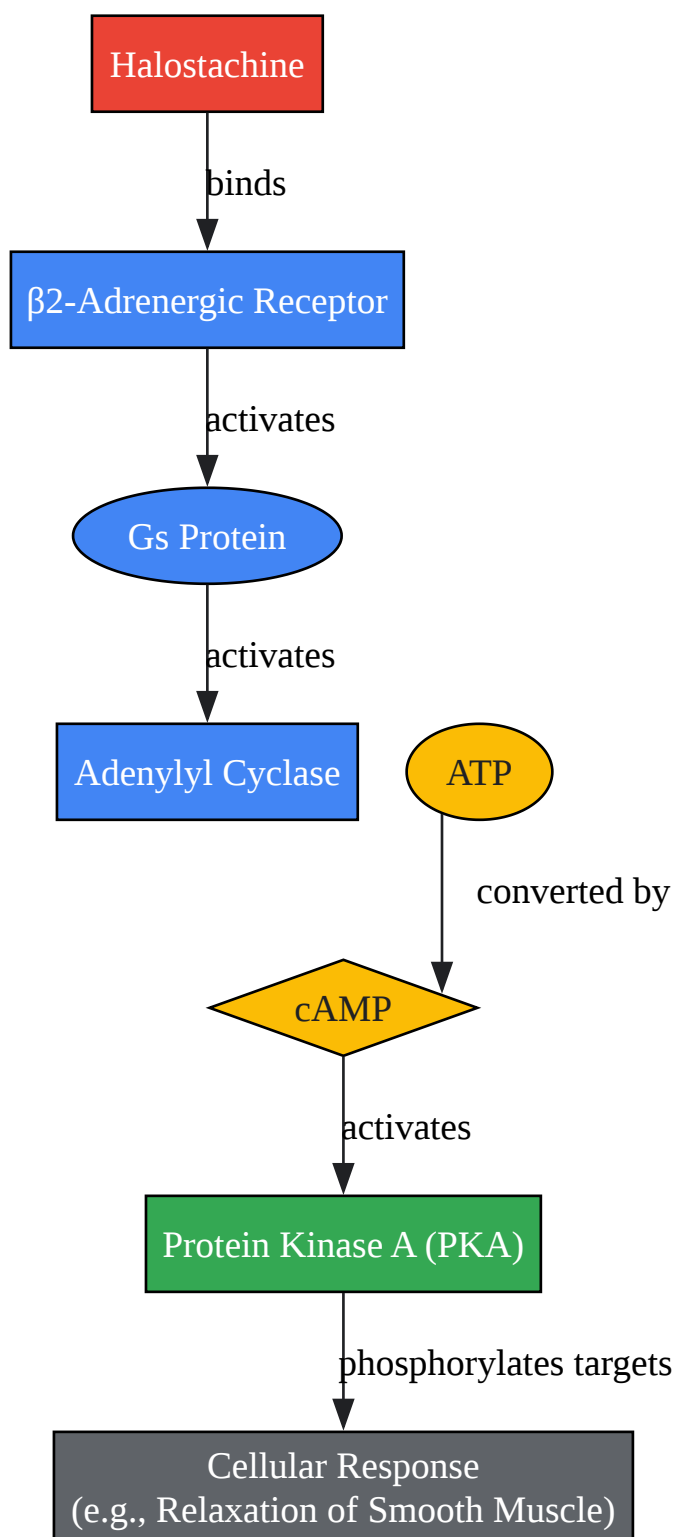 Halostachine
binds
β2-Adrenergic Receptor
activates
Gs Protein
activates
Adenylyl Cyclase
ATP
converted by
cAMP
activates
Protein Kinase A (PKA)
phosphorylates targets
Cellular Response
(e.g., Relaxation of Smooth Muscle)